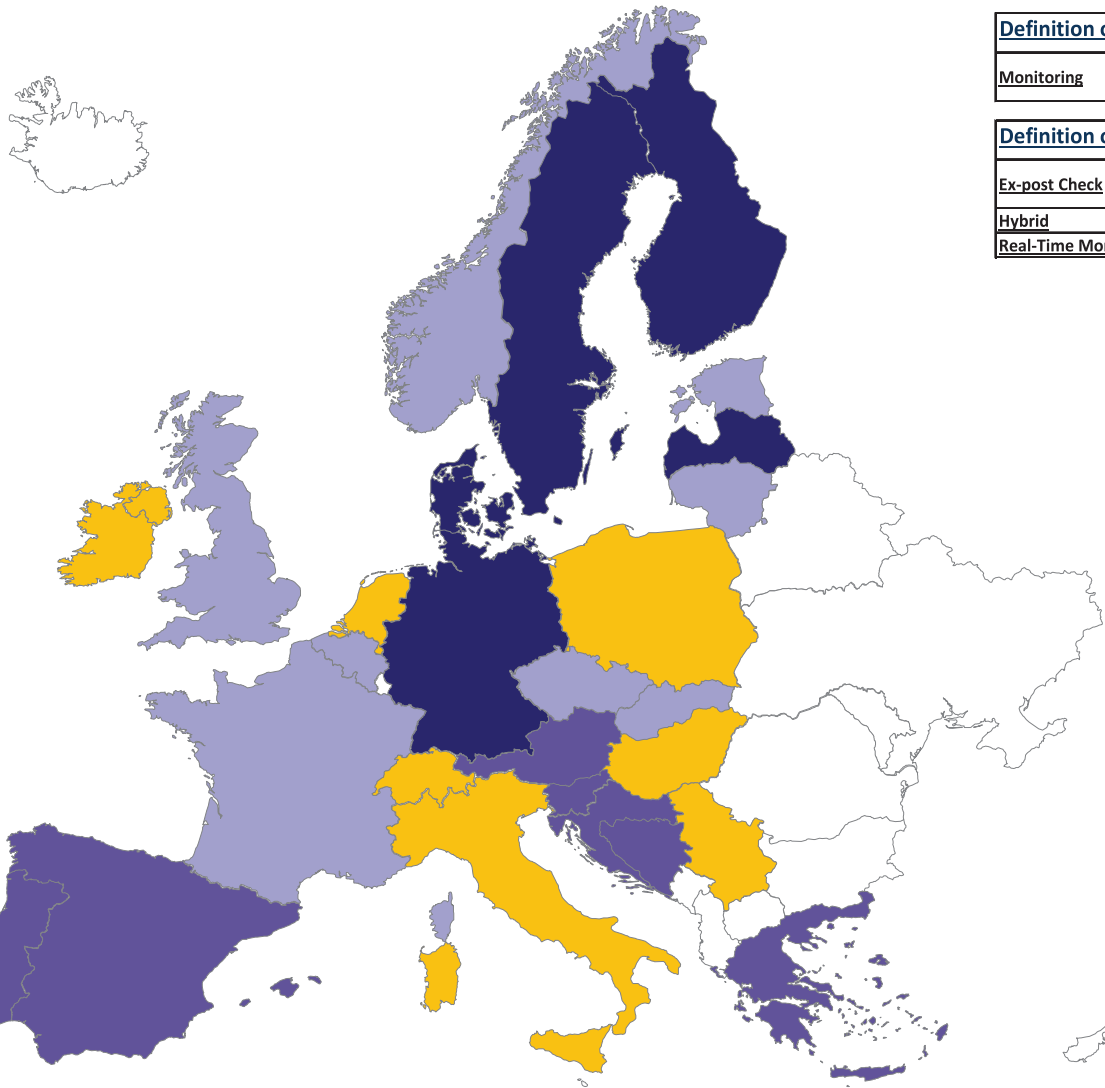 Definition o
Monitoring
Definition o
Ex-post Check
Hybrid
Real-Time Mo